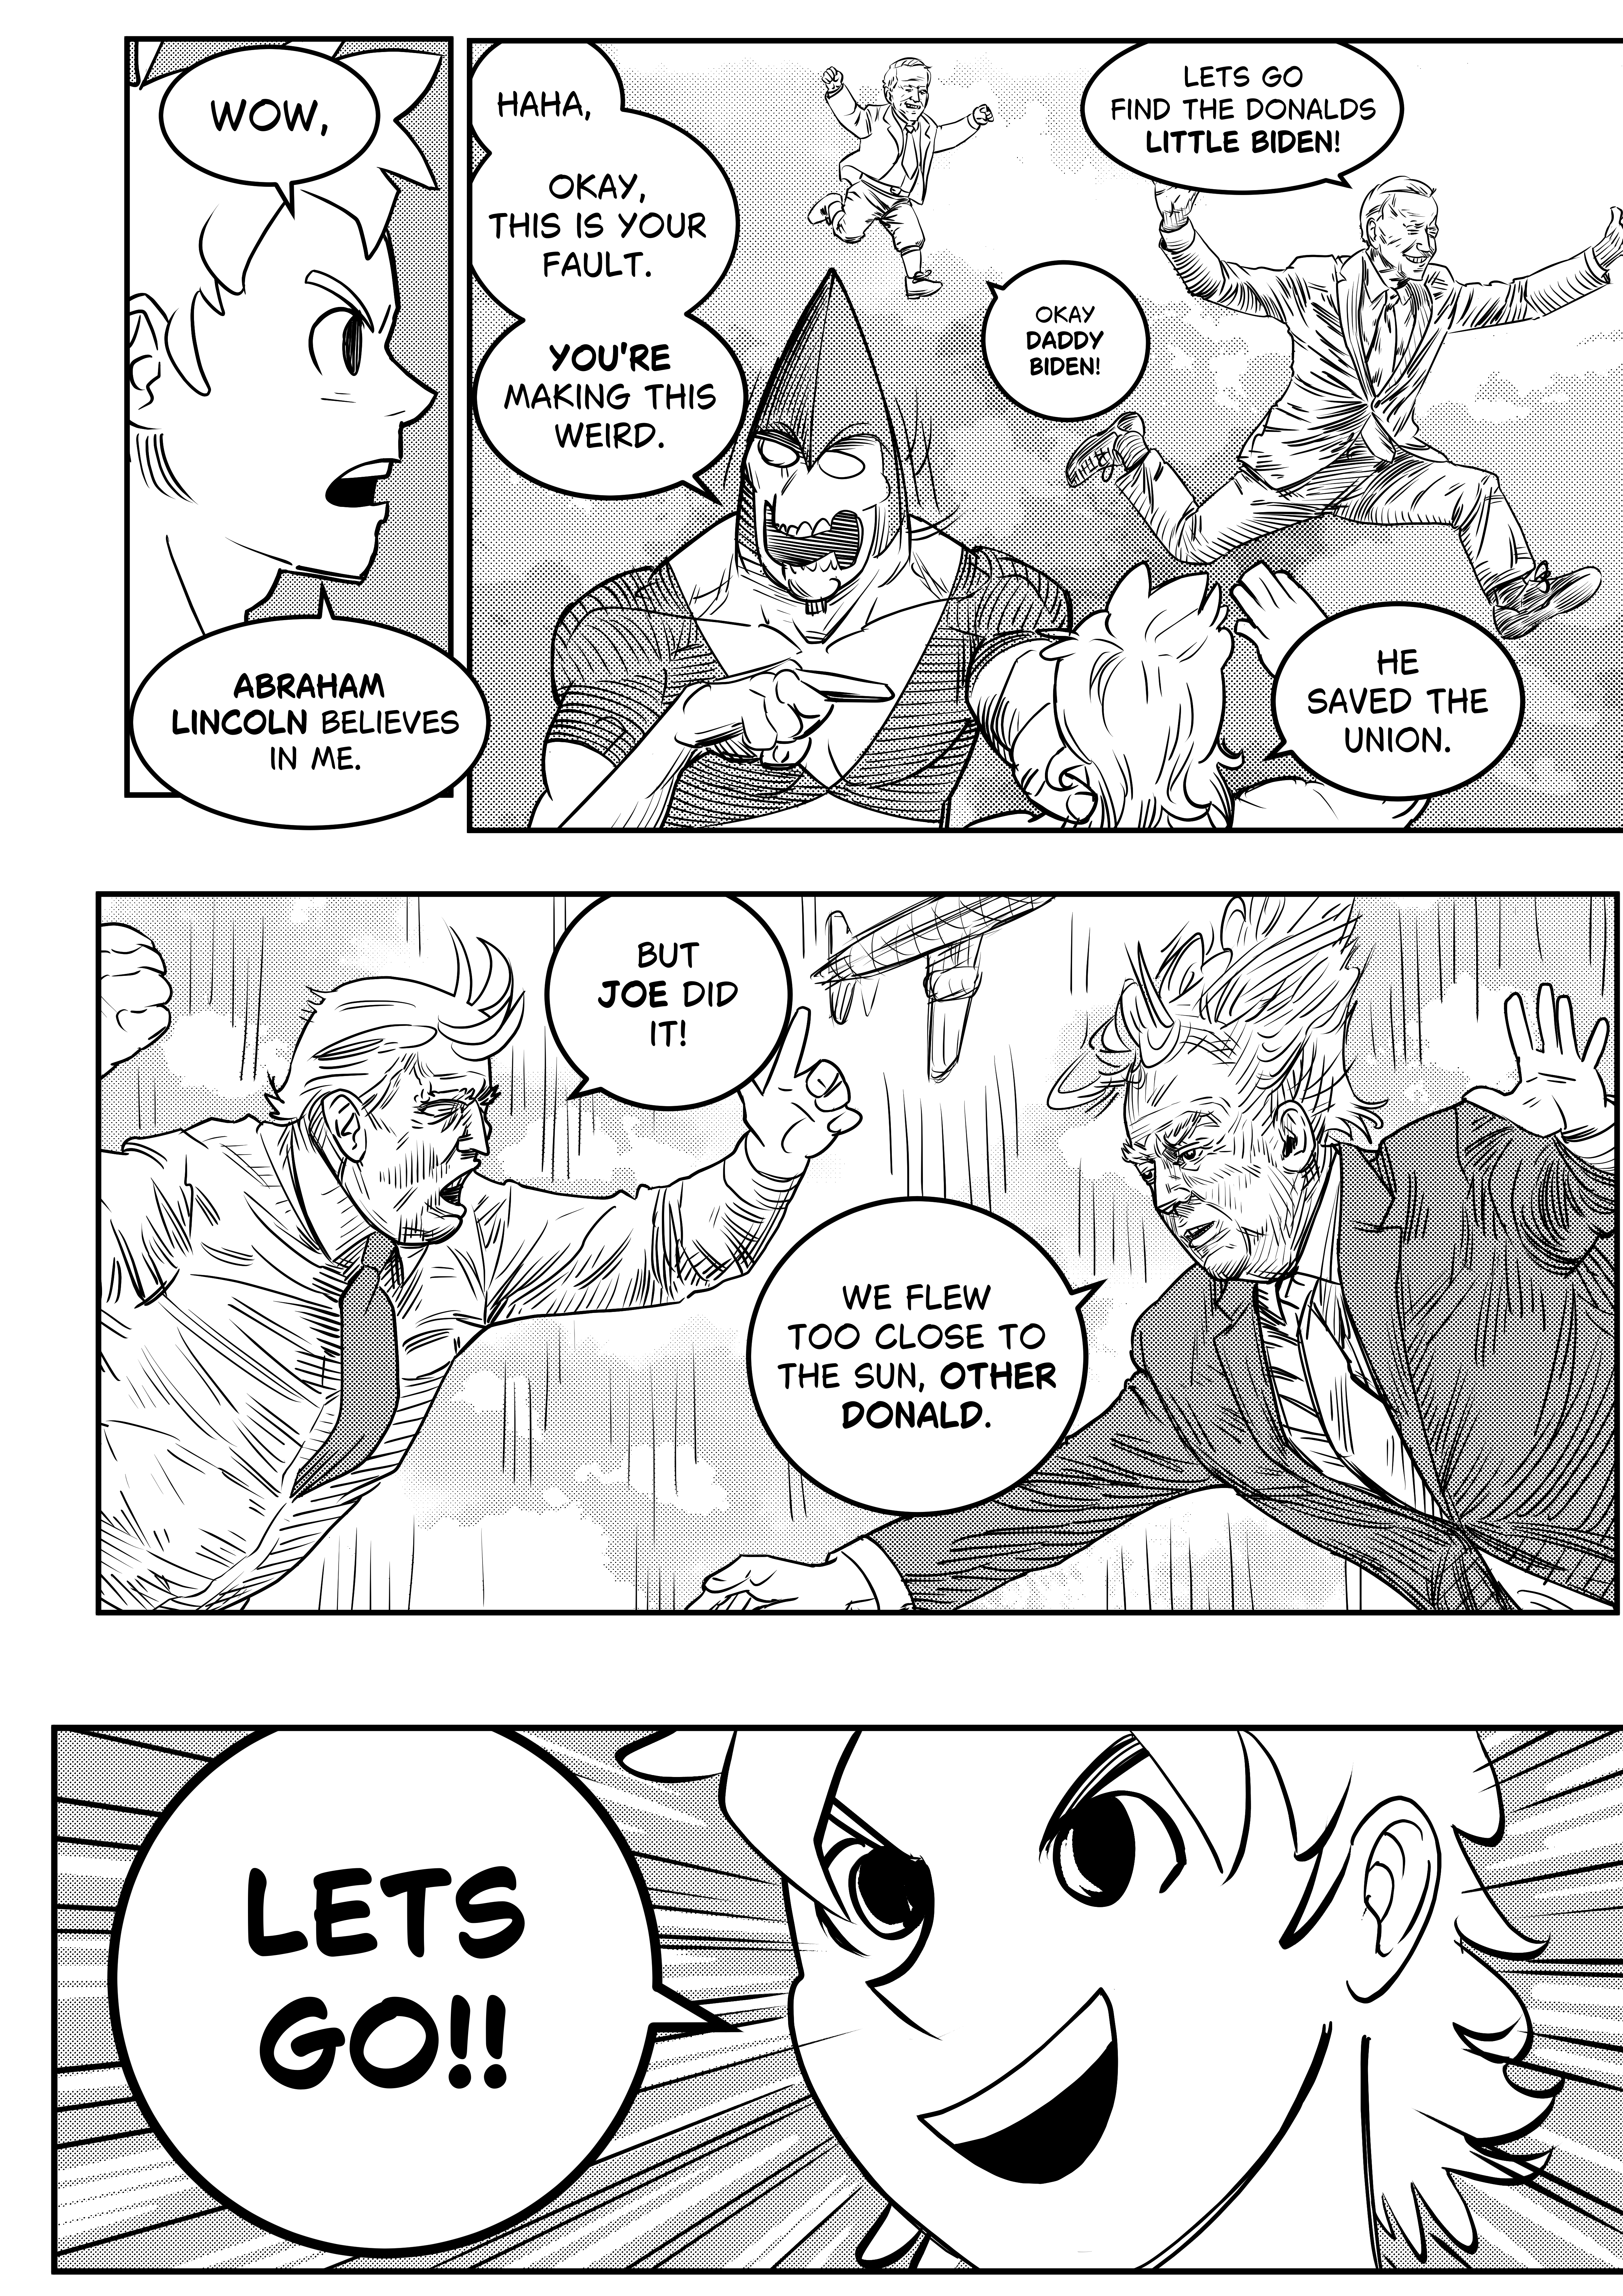 WOW,
ABRAHAM
LINCOLN BELIEVES
IN ME.
HAHA,
OKAY,
THIS IS YOUR
FAULT.
YOU'RE
MAKING THIS
WEIRD.
LETS GO
FIND THE DONALDS
LITTLE BIDEN!
OKAY
DADDY
BIDEN!
HE
SAVED THE
UNION.
BUT
JOE DID
IT!
WE FLEW
TOO CLOSE TO
THE SUN, OTHER
DONALD.
LETS
GO!!